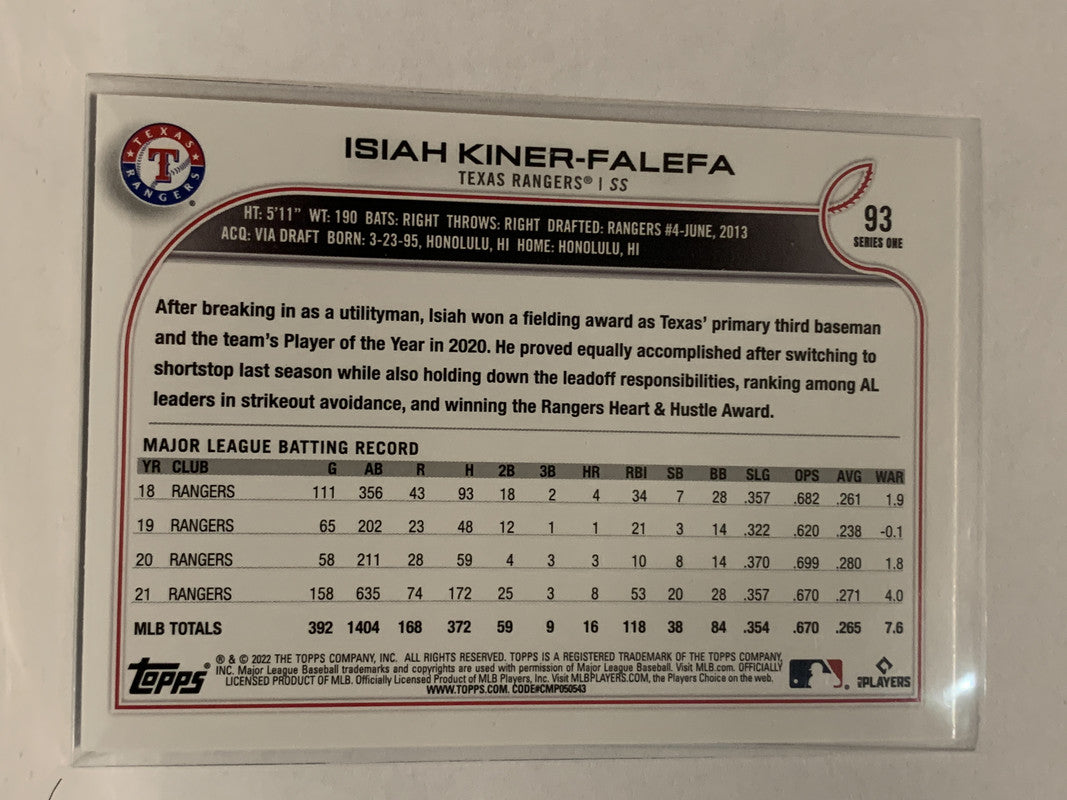 TEXAS RANGERS
T
®
ISIAH KINER-FALEFA
TEXAS RANGERS® | SS
93
SERIES ONE
HT: 5'11" WT: 190 BATS: RIGHT THROWS: RIGHT DRAFTED: RANGERS #4-JUNE, 2013
ACQ: VIA DRAFT BORN: 3-23-95, HONOLULU, HI HOME: HONOLULU, HI
After breaking in as a utilityman, Isiah won a fielding award as Texas' primary third baseman
and the team's Player of the Year in 2020. He proved equally accomplished after switching to
shortstop last season while also holding down the leadoff responsibilities, ranking among AL
leaders in strikeout avoidance, and winning the Rangers Heart & Hustle Award.
MAJOR LEAGUE BATTING RECORD
YR CLUB G AB R H 2B 3B HR RBI SB BB SLG OPS AVG WAR
18 RANGERS 111 356 43 93 18 2 4 34 7 28 .357 .682 .261 1.9
19 RANGERS 65 202 23 48 12 1 1 21 3 14 .322 .620 .238 -0.1
20 RANGERS 58 211 28 59 4 3 3 10 8 14 .370 .699 .280 1.8
21 RANGERS 158 635 74 172 25 3 8 53 20 28 .357 .670 .271 4.0
MLB TOTALS 392 1404 168 372 59 9 16 118 38 84 .354 .670 .265 7.6
Topps®
® & © 2022 THE TOPPS COMPANY, INC. ALL RIGHTS RESERVED. TOPPS IS A REGISTERED TRADEMARK OF THE TOPPS COMPANY,
INC. Major League Baseball trademarks and copyrights are used with permission of Major League Baseball. Visit MLB.com. OFFICIALLY
LICENSED PRODUCT OF MLB. Officially Licensed Product of MLB Players, Inc. Visit MLBPLAYERS.COM, the Players Choice on the web.
WWW.TOPPS.COM. CODE#CMP050543
MLB PLAYERS